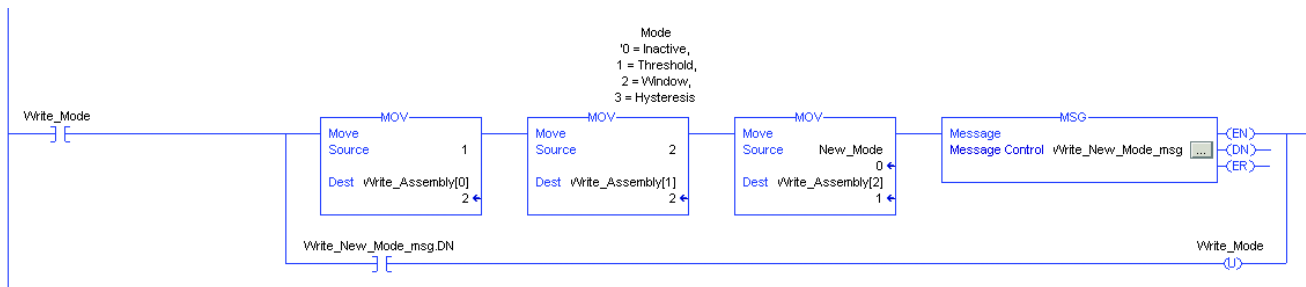 Mode
'0 = Inactive,
1 = Threshold,
2 = Window,
3 = Hysteresis
Write_Mode
MOV
Move
Source 1
Dest Write_Assembly[0]
2
MOV
Move
Source 2
Dest Write_Assembly[1]
2
MOV
Move
Source New_Mode
0
Dest Write_Assembly[2]
1
MSG
Message
Message Control Write_New_Mode_msg ...
EN
DN
ER
Write_New_Mode_msg.DN
Write_Mode
U